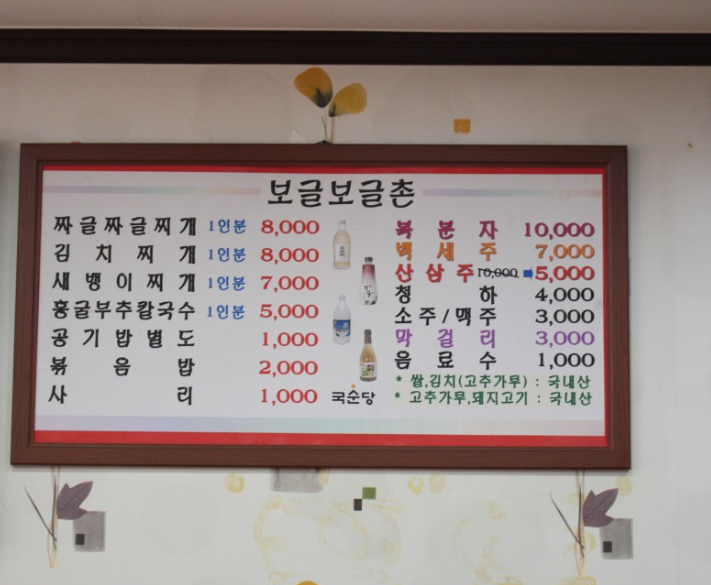 보글보글촌
짜글짜글찌개 1인분 8,000
김치찌개 1인분 8,000
새뱅이찌개 1인분 7,000
홍굴부추칼국수 1인분 5,000
공기밥별도 1,000
볶음밥 2,000
사리 1,000
국순당
복분자 10,000
백세주 7,000
산삼주 10,000 ➡5,000
청하 4,000
소주/맥주 3,000
막걸리 3,000
음료수 1,000
* 쌀,김치(고추가루) : 국내산
* 고추가루,돼지고기 : 국내산